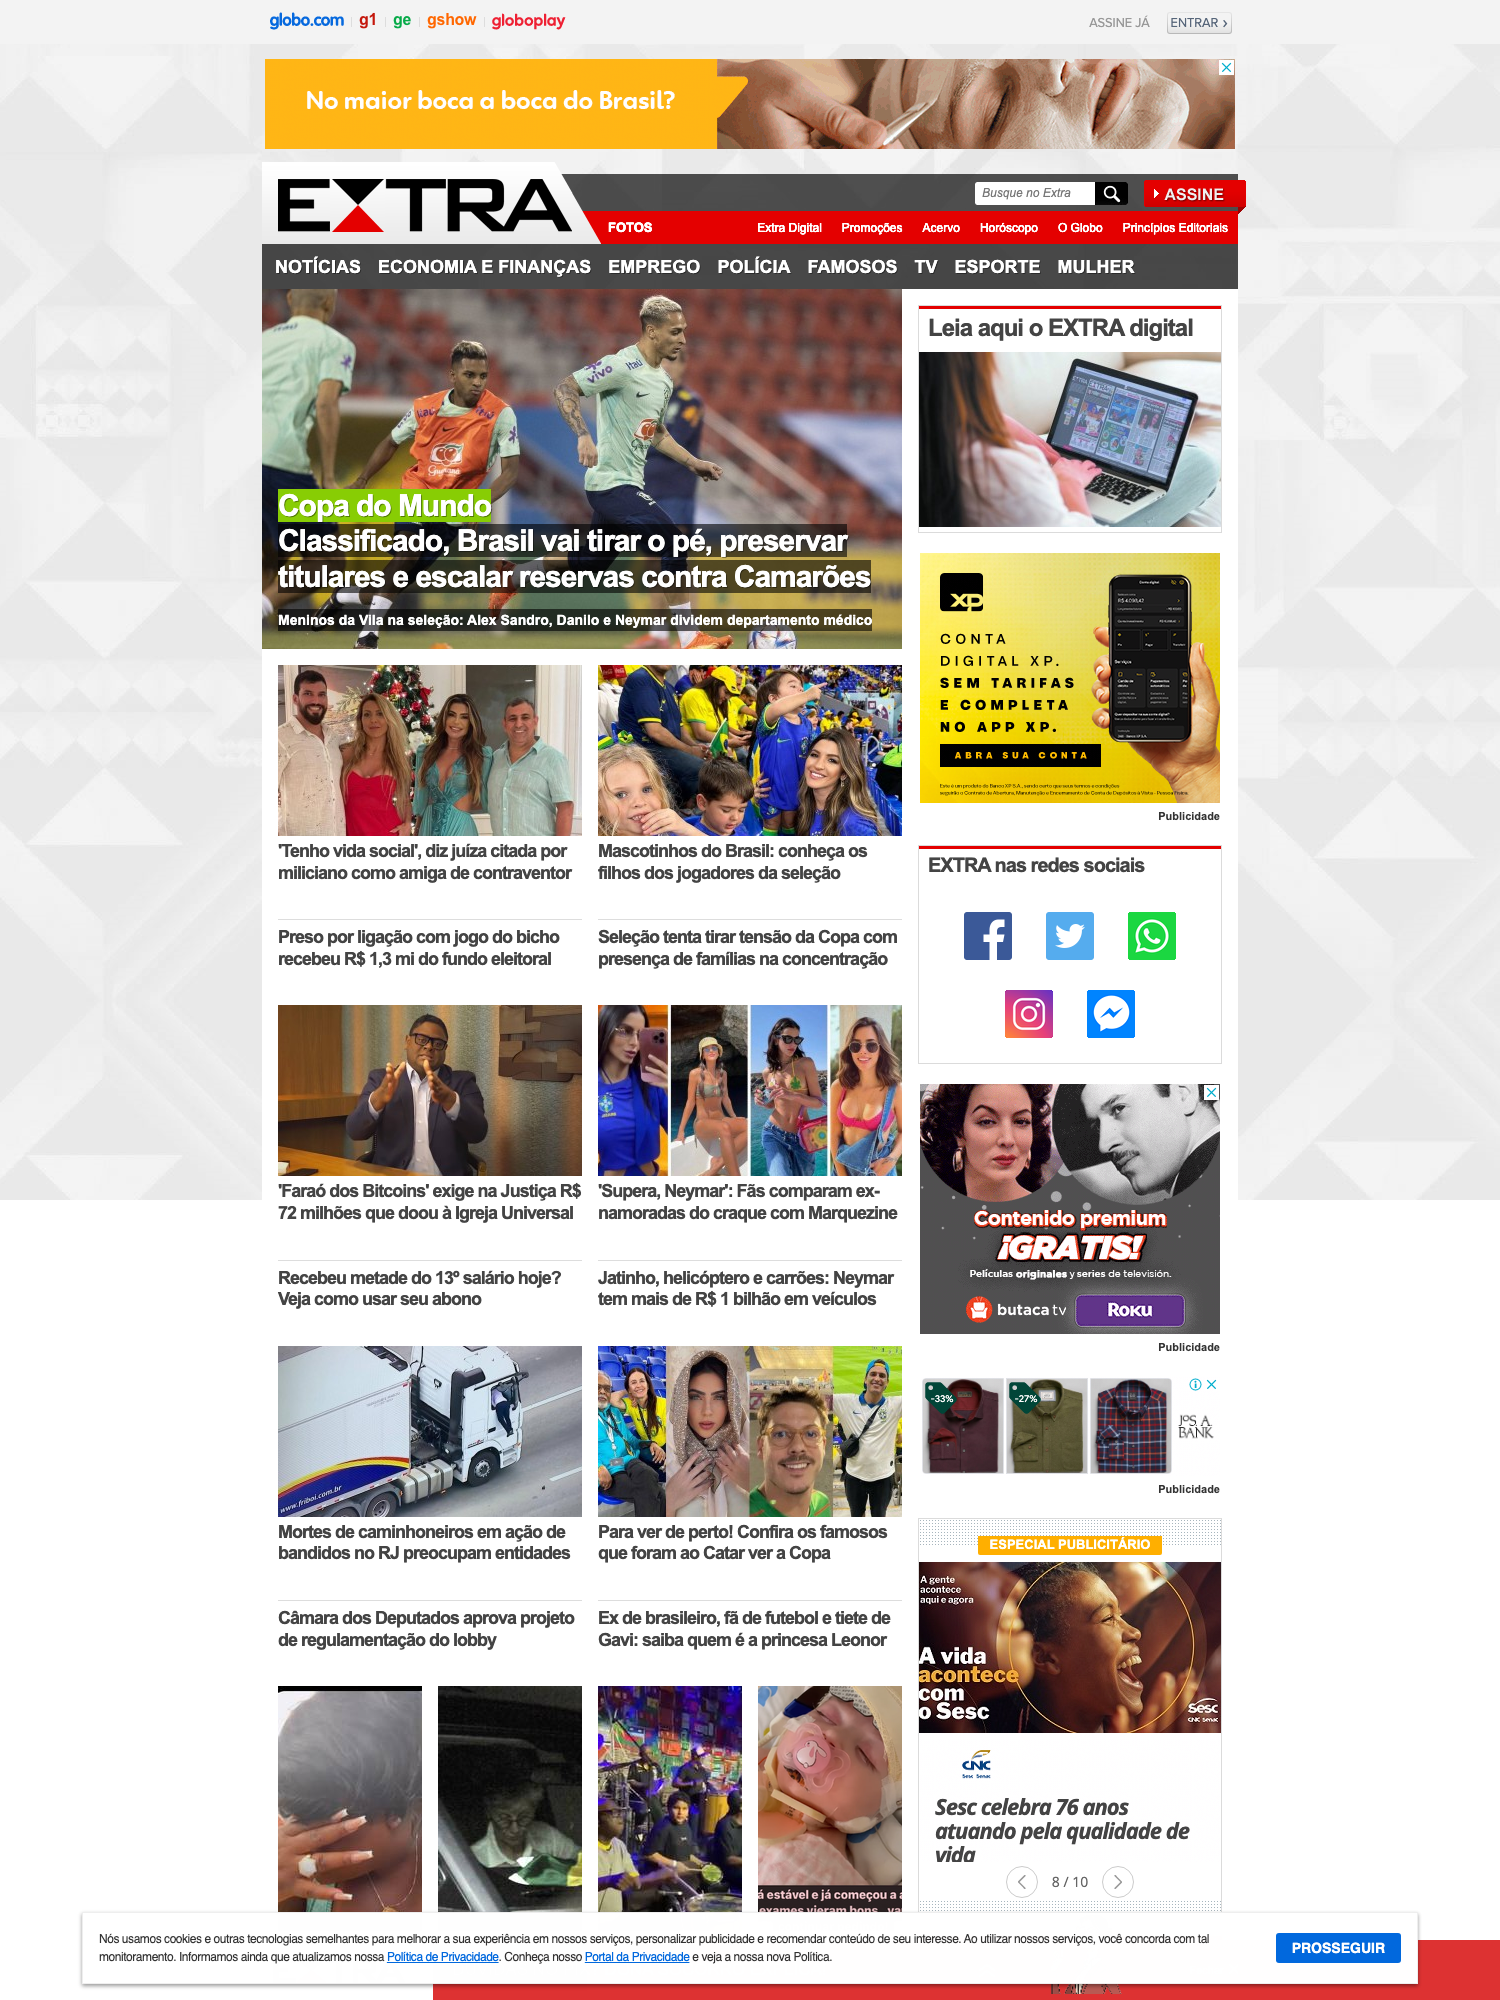 globo.com g1 ge gshow globoplay
ASSINE JÁ ENTRAR ›
No maior boca a boca do Brasil?
EXTRA
Busque no Extra
ASSINE
FOTOS
Extra Digital Promoções Acervo Horóscopo O Globo Princípios Editoriais
NOTÍCIAS ECONOMIA E FINANÇAS EMPREGO POLÍCIA FAMOSOS TV ESPORTE MULHER
Copa do Mundo
Classificado, Brasil vai tirar o pé, preservar
titulares e escalar reservas contra Camarões
Meninos da Vila na seleção: Alex Sandro, Danilo e Neymar dividem departamento médico
'Tenho vida social', diz juíza citada por
miliciano como amiga de contraventor
Mascotinhos do Brasil: conheça os
filhos dos jogadores da seleção
Preso por ligação com jogo do bicho
recebeu R$ 1,3 mi do fundo eleitoral
Seleção tenta tirar tensão da Copa com
presença de famílias na concentração
'Faraó dos Bitcoins' exige na Justiça R$
72 milhões que doou à Igreja Universal
'Supera, Neymar': Fãs comparam ex-
namoradas do craque com Marquezine
Recebeu metade do 13º salário hoje?
Veja como usar seu abono
Jatinho, helicóptero e carrões: Neymar
tem mais de R$ 1 bilhão em veículos
www.friboi.com.br
Mortes de caminhoneiros em ação de
bandidos no RJ preocupam entidades
Para ver de perto! Confira os famosos
que foram ao Catar ver a Copa
Câmara dos Deputados aprova projeto
de regulamentação do lobby
Ex de brasileiro, fã de futebol e tiete de
Gavi: saiba quem é a princesa Leonor
á estável e já começou a a
exames vieram bons, va
Leia aqui o EXTRA digital
xp
CONTA
DIGITAL XP.
SEM TARIFAS
E COMPLETA
NO APP XP.
ABRA SUA CONTA
Publicidade
EXTRA nas redes sociais
Contenido premium
¡GRATIS!
Películas originales y series de televisión.
butaca tv ROKU
Publicidade
-33% -27%
JOS. A.
BANK
Publicidade
ESPECIAL PUBLICITÁRIO
A gente
acontece
aqui e agora
A vida
acontece
com
o Sesc
Sesc
CNC Senac
CNC
Sesc Senac
Sesc celebra 76 anos
atuando pela qualidade de
vida
8 / 10
Nós usamos cookies e outras tecnologias semelhantes para melhorar a sua experiência em nossos serviços, personalizar publicidade e recomendar conteúdo de seu interesse. Ao utilizar nossos serviços, você concorda com tal
monitoramento. Informamos ainda que atualizamos nossa Política de Privacidade. Conheça nosso Portal da Privacidade e veja a nossa nova Política.
PROSSEGUIR